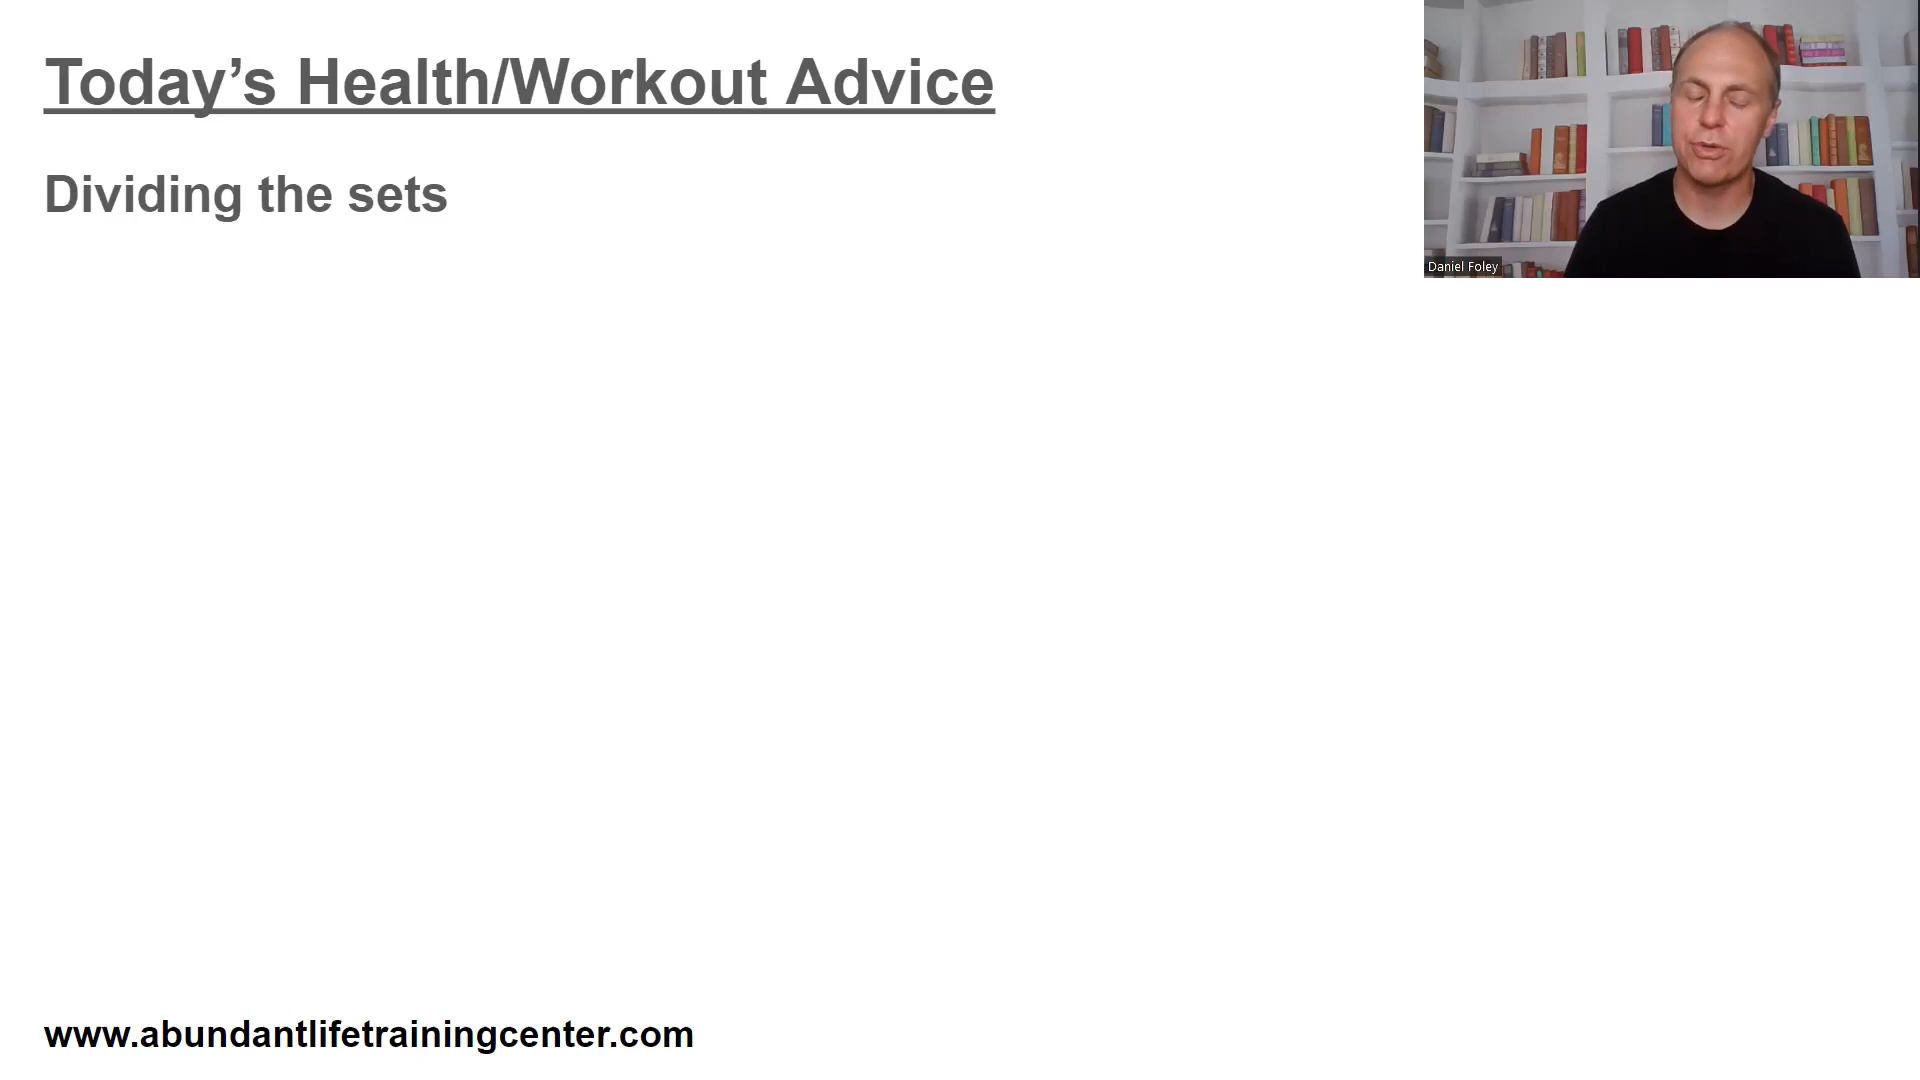 Today’s Health/Workout Advice
Dividing the sets
Daniel Foley
www.abundantlifetrainingcenter.com